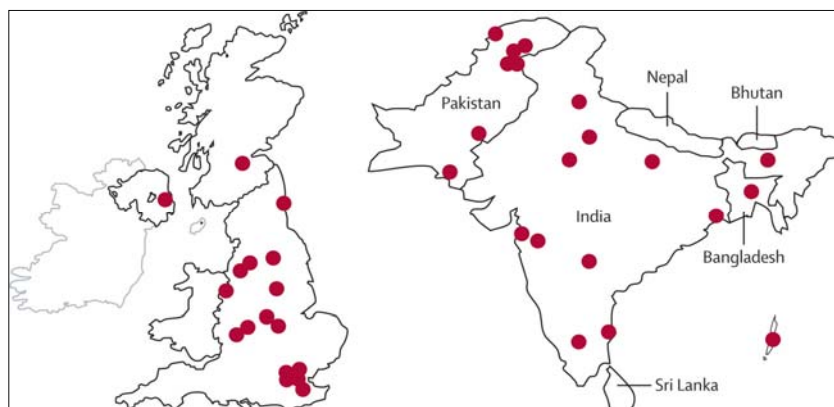 Nepal
Bhutan
Pakistan
India
Bangladesh
Sri Lanka